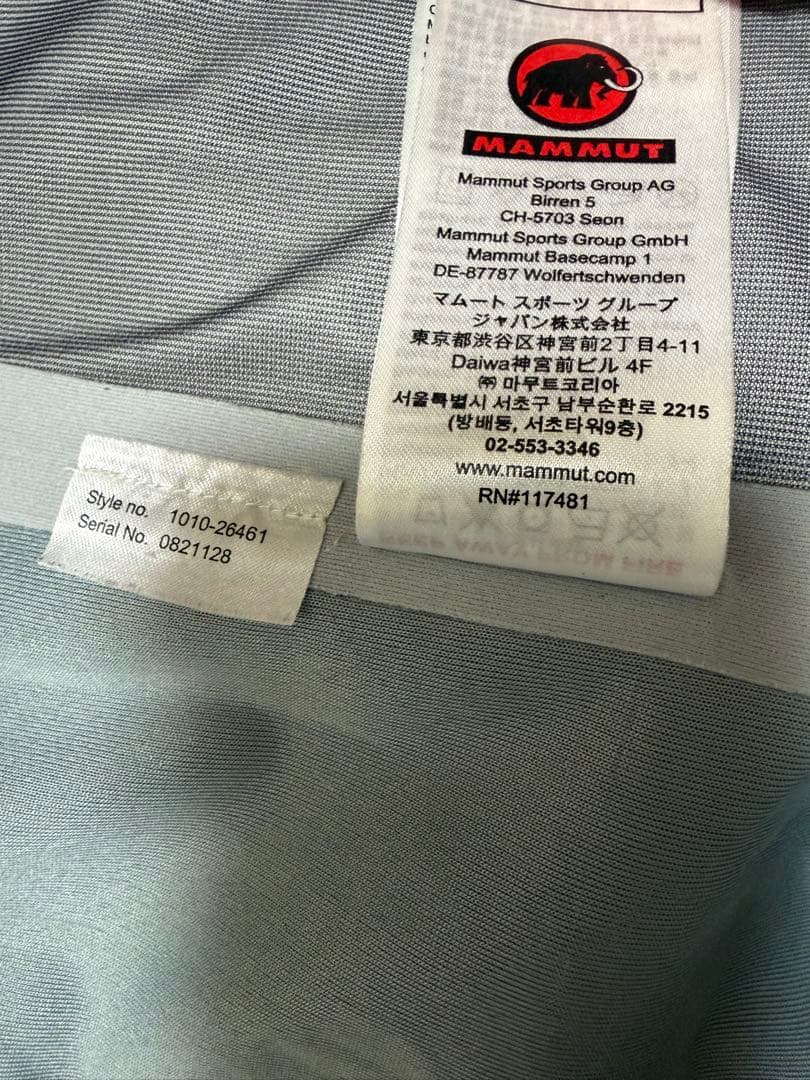 MAMMUT
Mammut Sports Group AG
Birren 5
CH-5703 Seon
Mammut Sports Group GmbH
Mammut Basecamp 1
DE-87787 Wolfertschwenden
マムート スポーツ グループ
ジャパン株式会社
東京都渋谷区神宮前2丁目4-11
Daiwa神宮前ビル 4F
㈜ 마무트코리아
서울특별시 서초구 남부순환로 2215
(방배동, 서초타워9층)
02-553-3346
www.mammut.com
RN#117481
Style no. 1010-26461
Serial No. 0821128